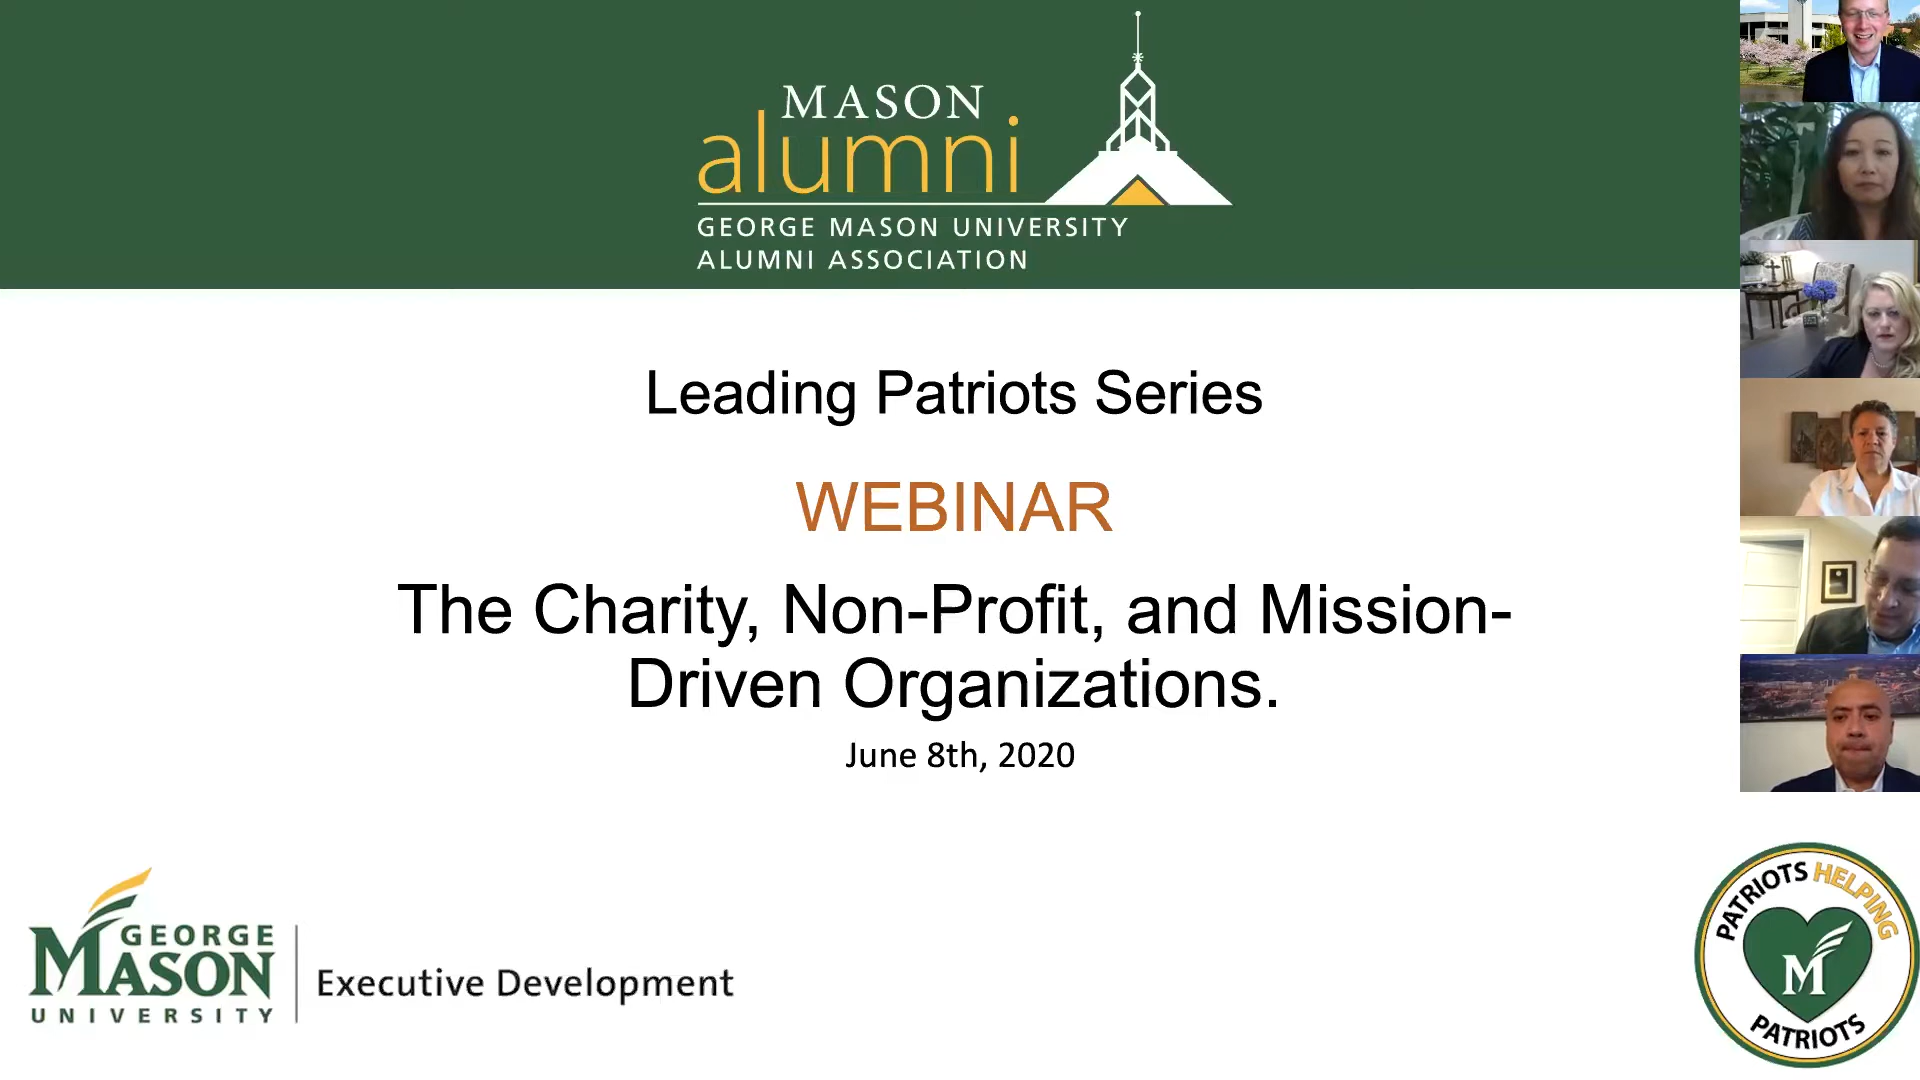 MASON
alumni
GEORGE MASON UNIVERSITY
ALUMNI ASSOCIATION
Leading Patriots Series
WEBINAR
The Charity, Non-Profit, and Mission-
Driven Organizations.
June 8th, 2020
GEORGE
MASON
UNIVERSITY
Executive Development
PATRIOTS HELPING
M
PATRIOTS